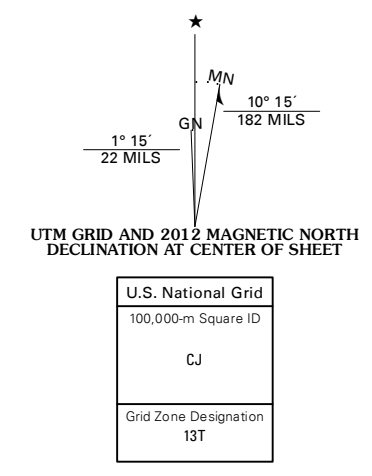 ★
MN
GN
10° 15´
182 MILS
1° 15´
22 MILS
UTM GRID AND 2012 MAGNETIC NORTH
DECLINATION AT CENTER OF SHEET
U.S. National Grid
100,000-m Square ID
CJ
Grid Zone Designation
13T